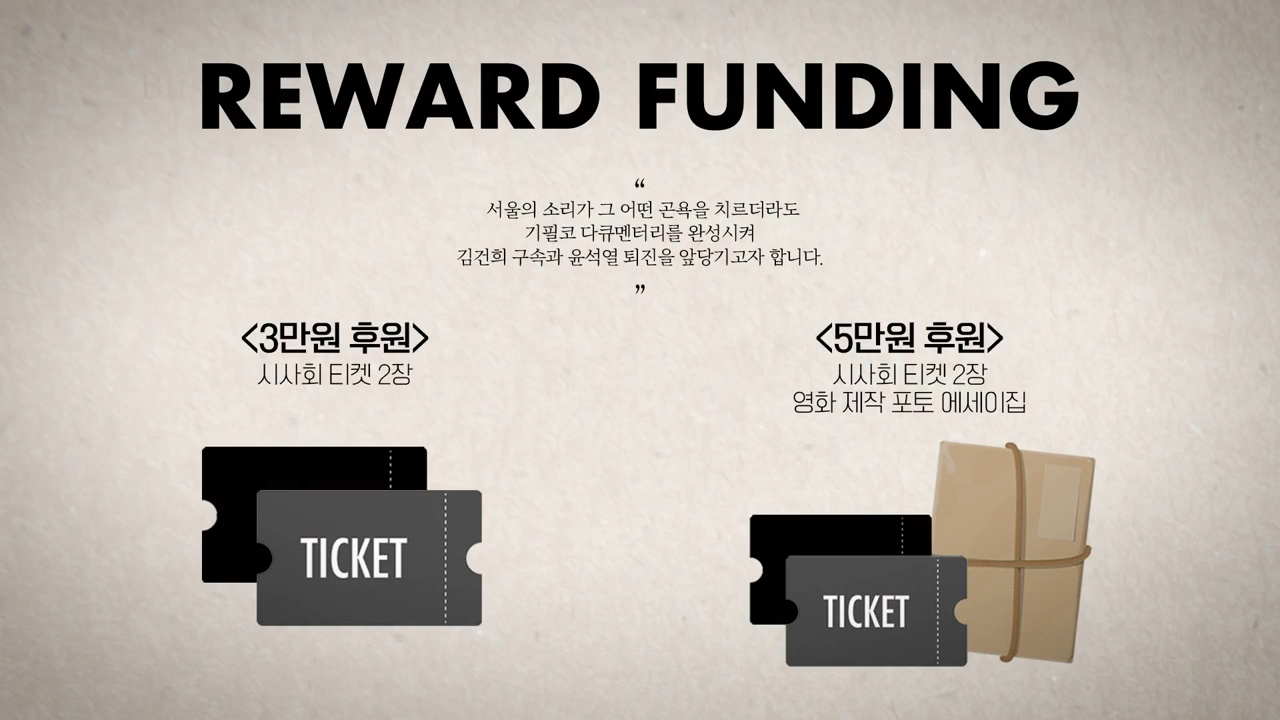 REWARD FUNDING
“
서울의 소리가 그 어떤 곤욕을 치르더라도
기필코 다큐멘터리를 완성시켜
김건희 구속과 윤석열 퇴진을 앞당기고자 합니다.
”
<3만원 후원>
시사회 티켓 2장
<5만원 후원>
시사회 티켓 2장
영화 제작 포토 에세이집
TICKET
TICKET